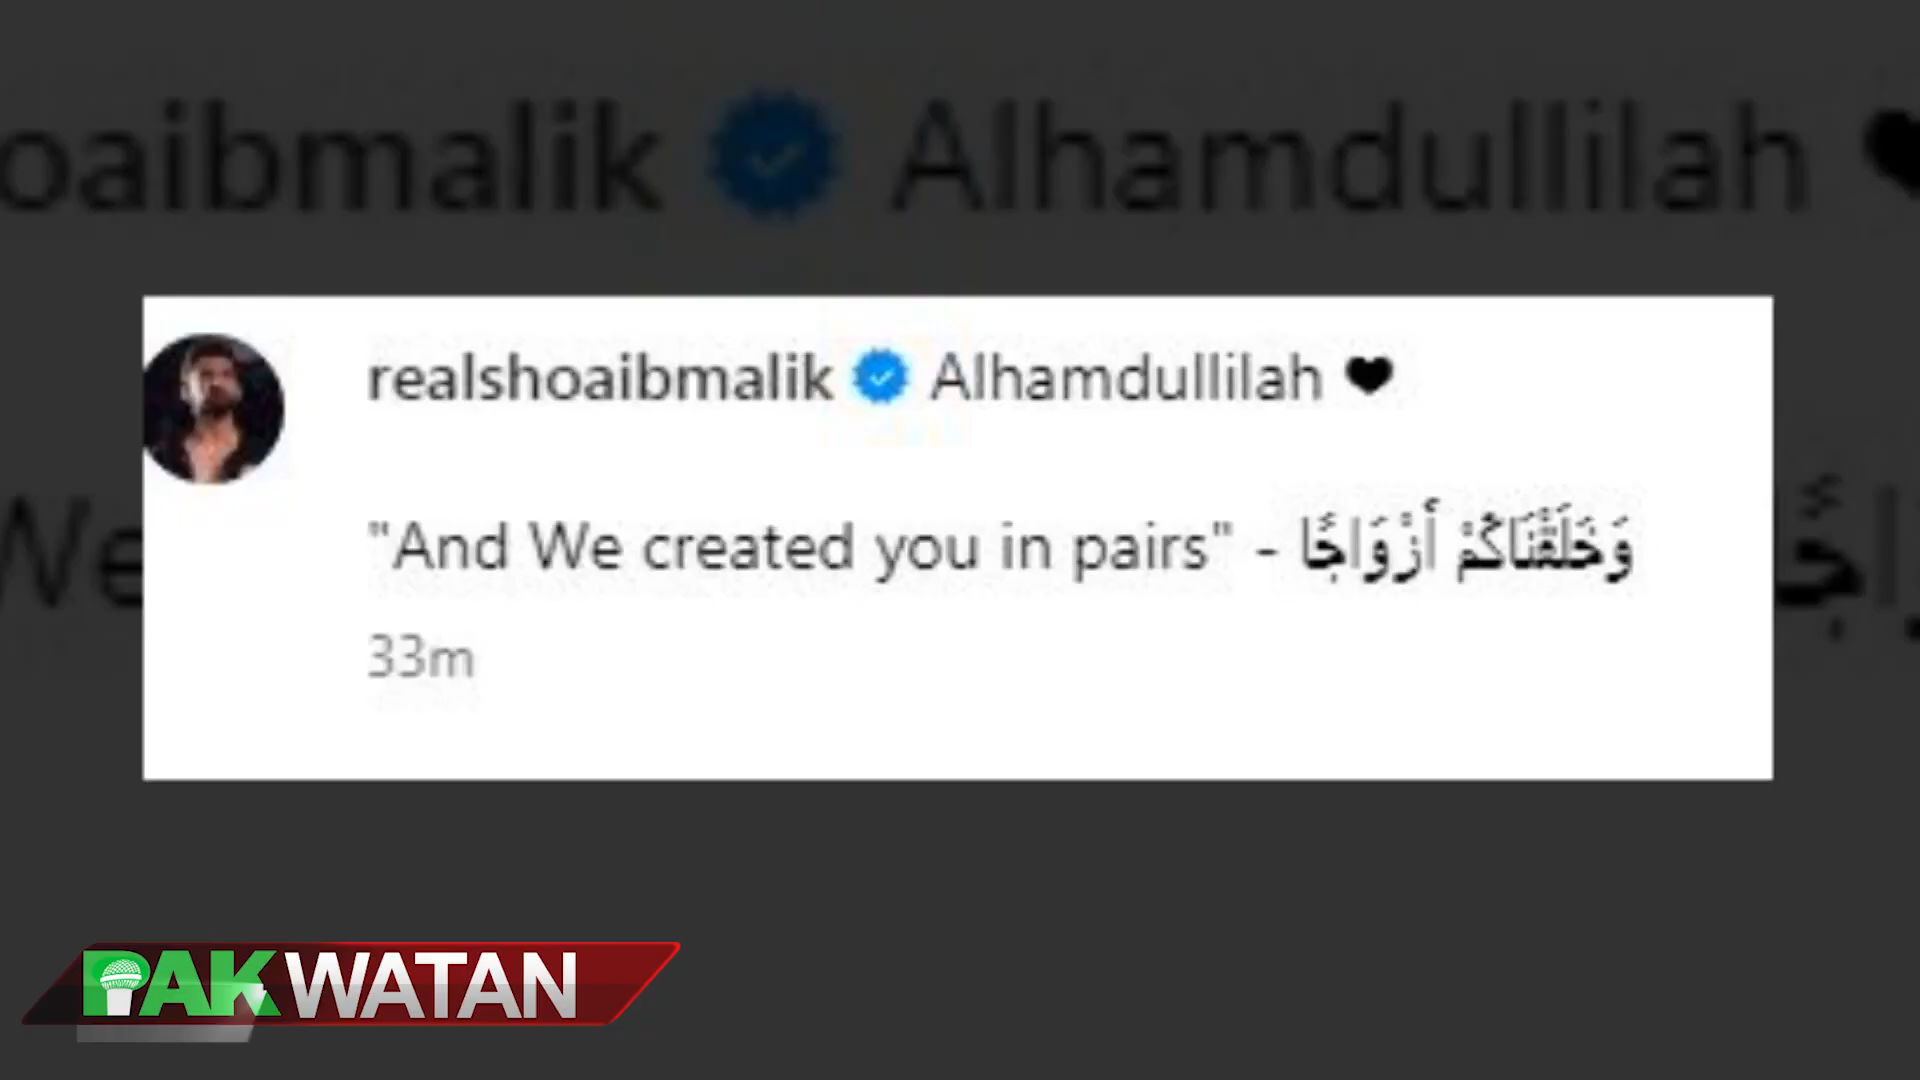 oaibmalik Alhamdullilah
realshoaibmalik Alhamdullilah 🖤
"And We created you in pairs" - وَخَلَقْنَاكُمْ أَزْوَاجًا
We
33m
PAKWATAN